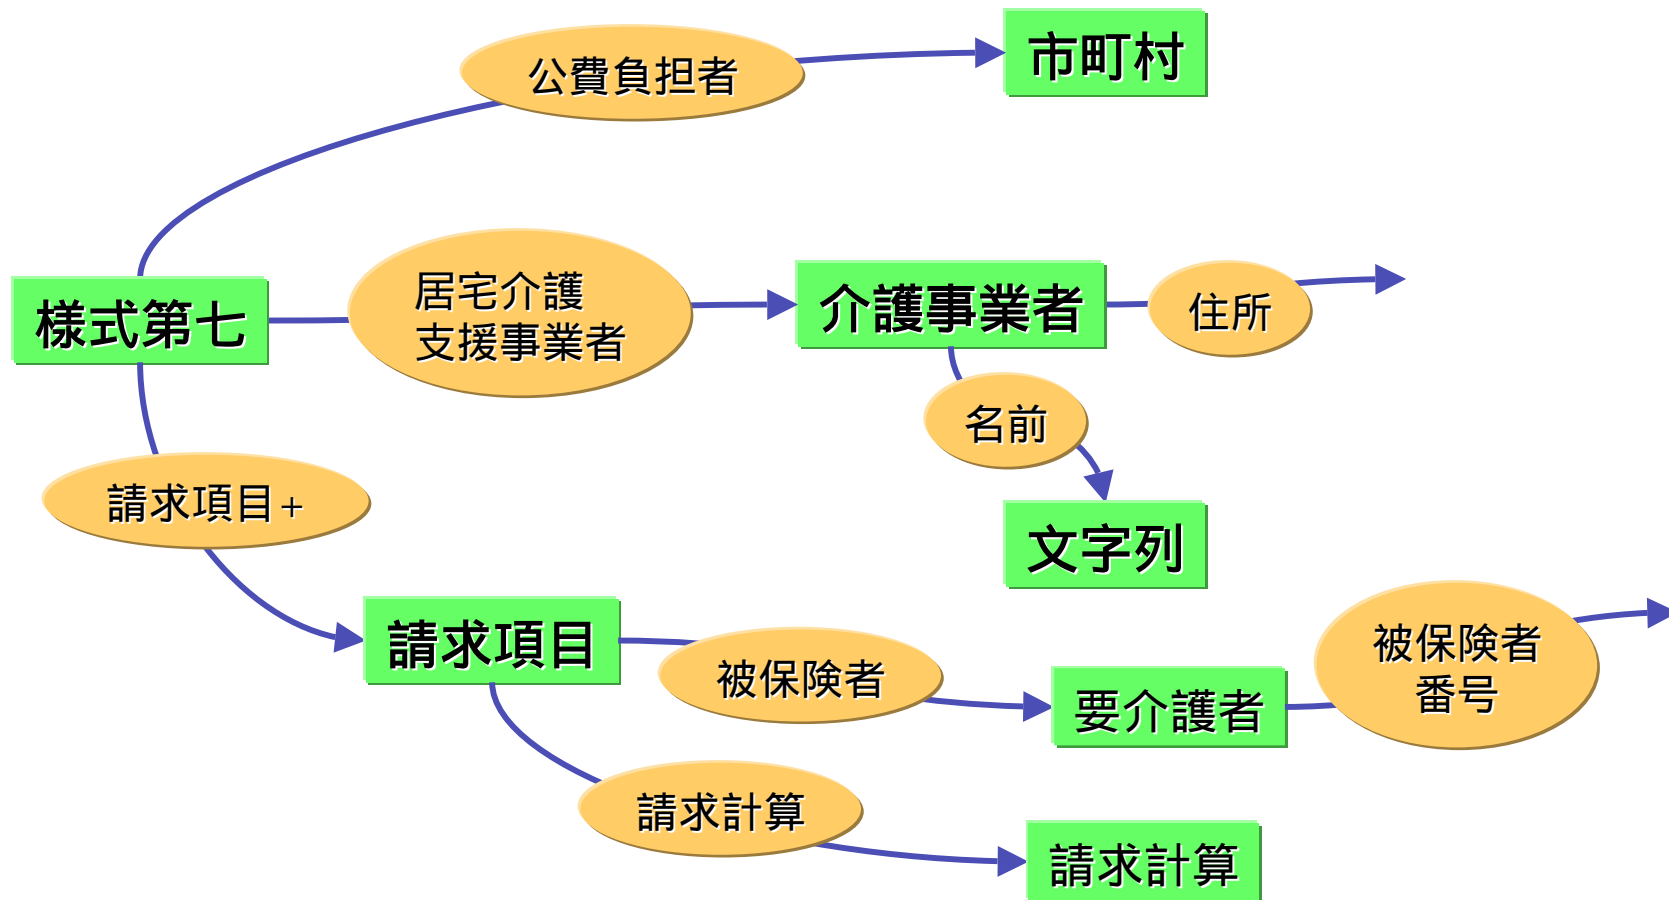 公費負担者
市町村
居宅介護
支援事業者
介護事業者
住所
様式第七
名前
請求項目+
文字列
請求項目
被保険者
要介護者
被保険者
番号
請求計算
請求計算